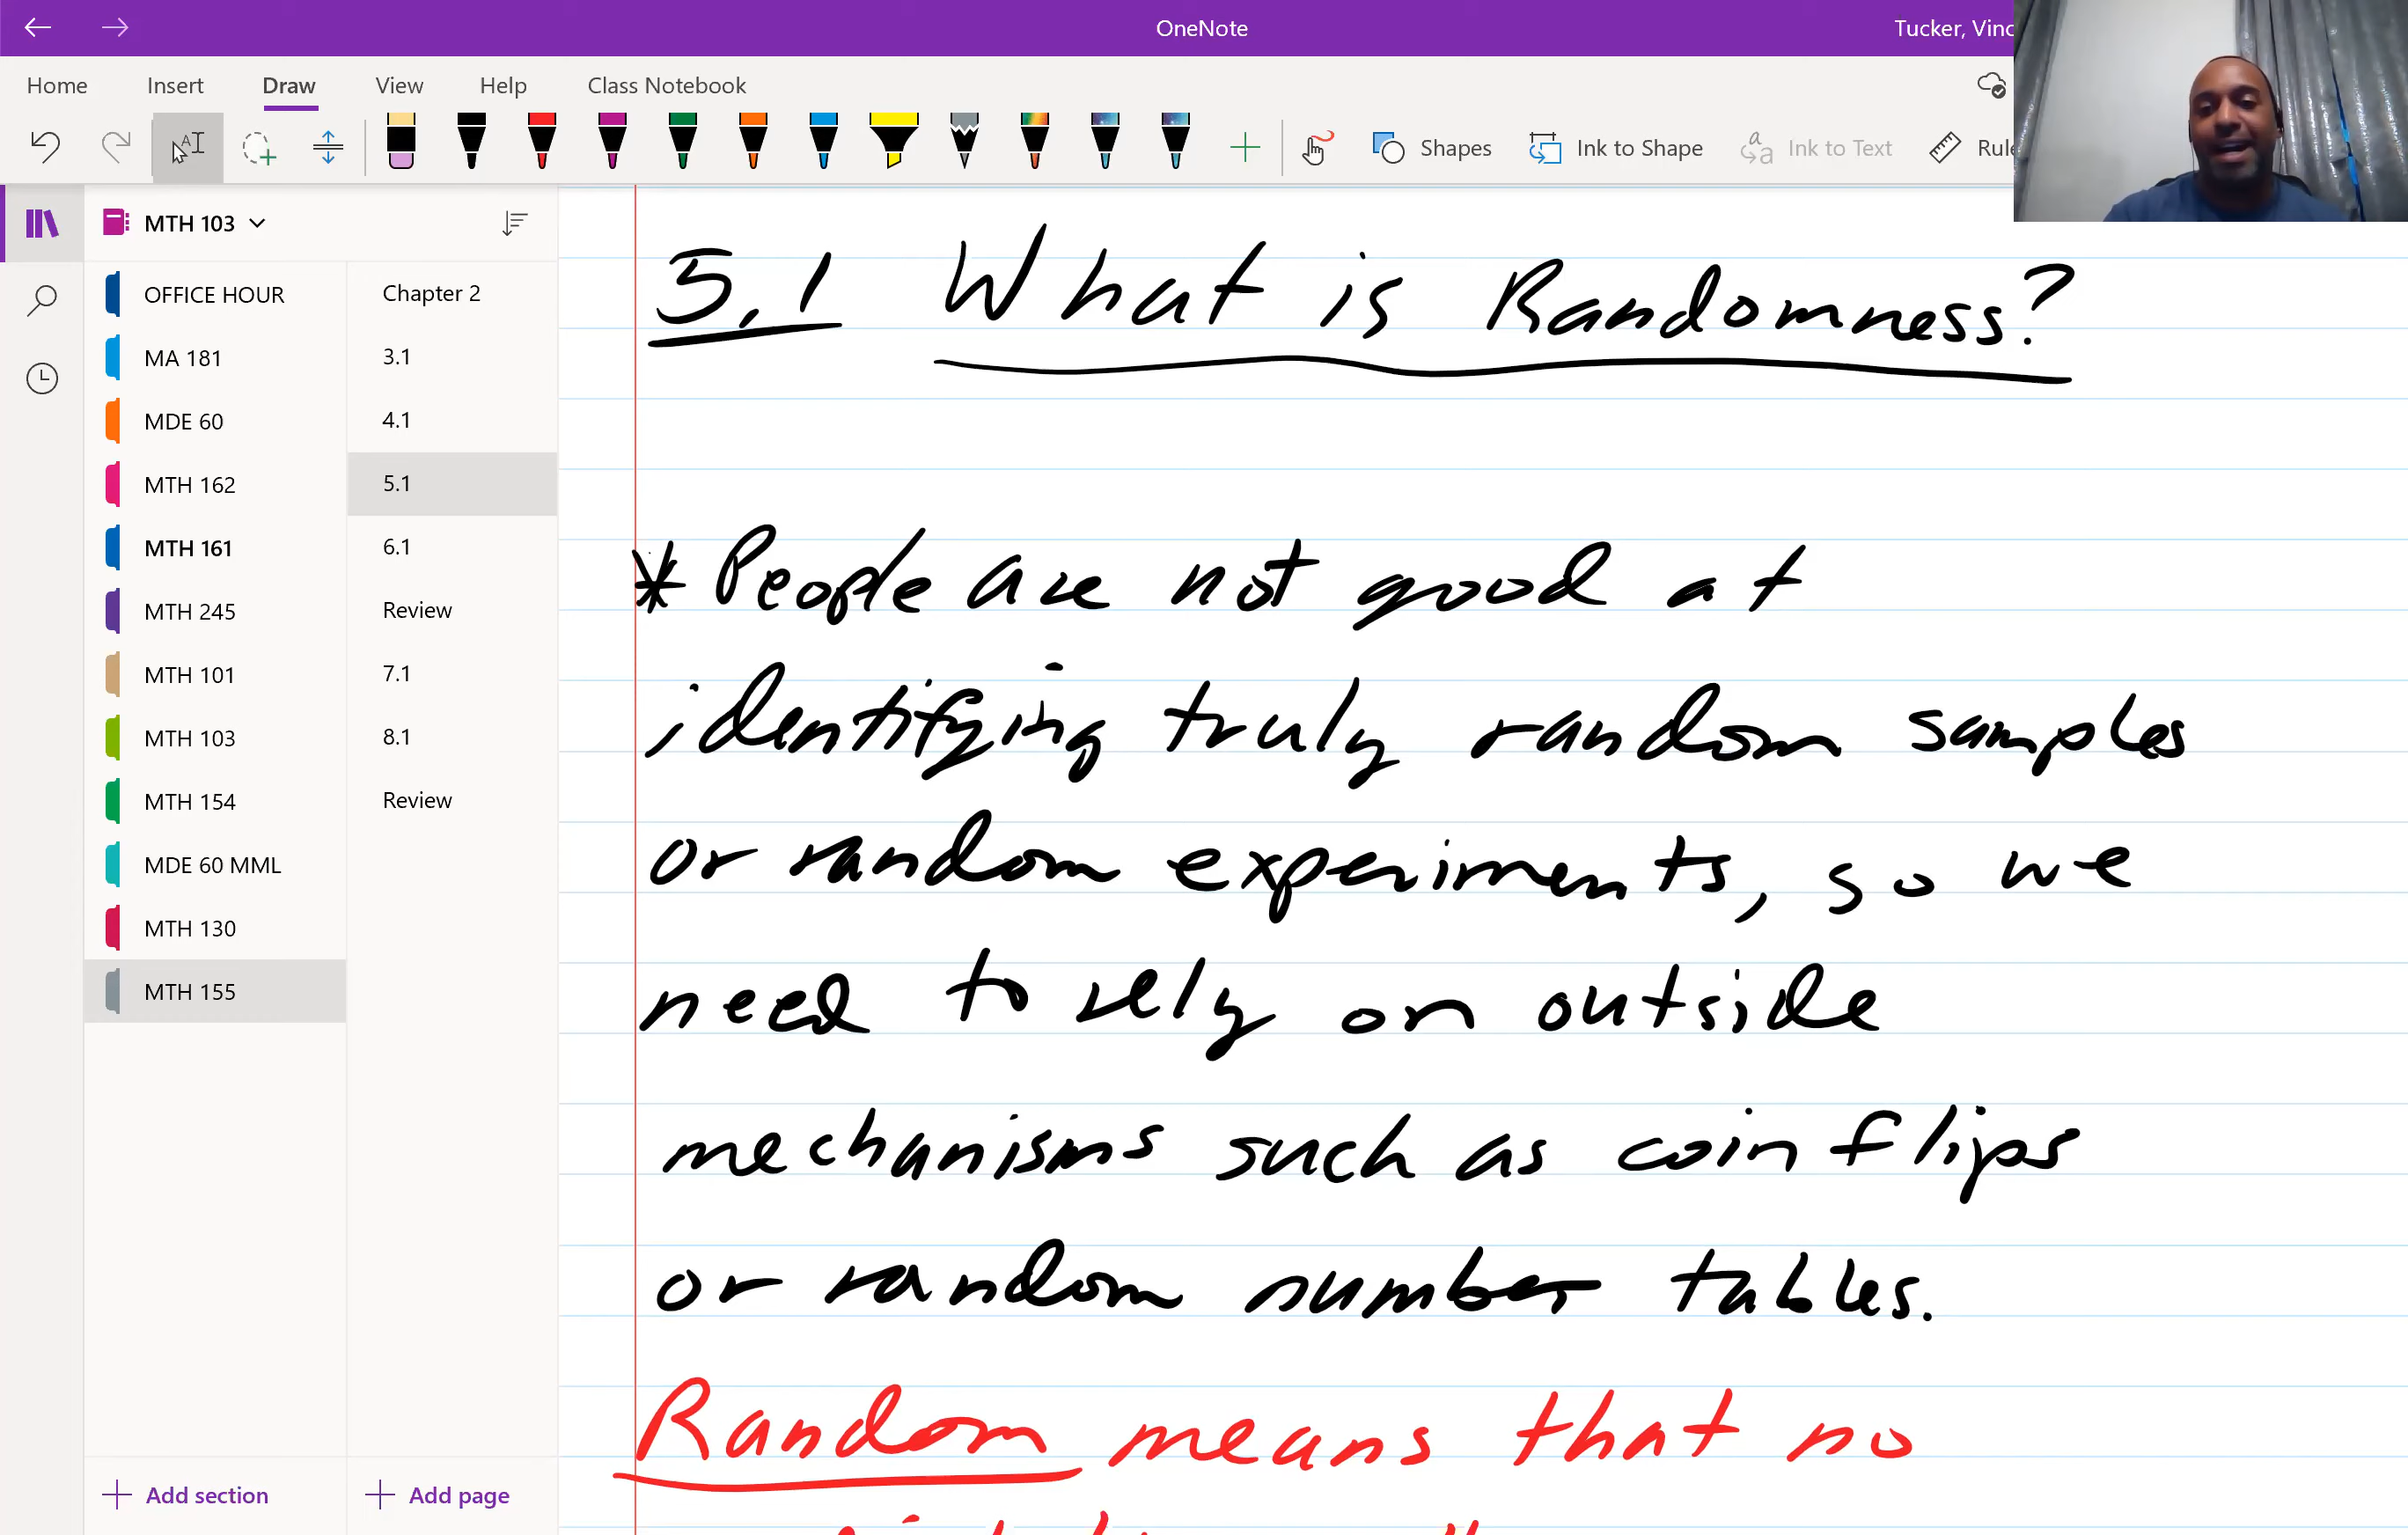 OneNote
Tucker, Vinc
Home Insert Draw View Help Class Notebook
Shapes Ink to Shape Ink to Text Rule
MTH 103
OFFICE HOUR
MA 181
MDE 60
MTH 162
MTH 161
MTH 245
MTH 101
MTH 103
MTH 154
MDE 60 MML
MTH 130
MTH 155
Add section
Chapter 2
3.1
4.1
5.1
6.1
Review
7.1
8.1
Review
Add page
5.1 What is Randomness?
* People are not good at
identifying truly random samples
or random experiments, so we
need to rely on outside
mechanisms such as coin flips
or random number tables.
Random means that no